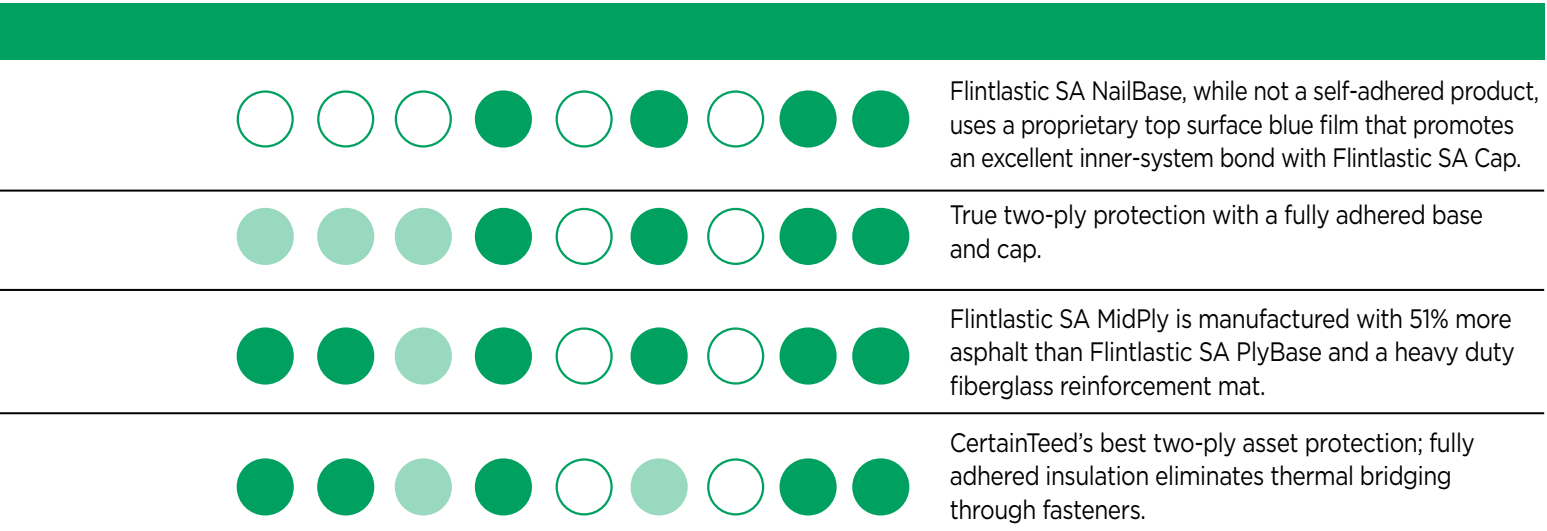 Flintlastic SA NailBase, while not a self-adhered product,
uses a proprietary top surface blue film that promotes
an excellent inner-system bond with Flintlastic SA Cap.
True two-ply protection with a fully adhered base
and cap.
Flintlastic SA MidPly is manufactured with 51% more
asphalt than Flintlastic SA PlyBase and a heavy duty
fiberglass reinforcement mat.
CertainTeed’s best two-ply asset protection; fully
adhered insulation eliminates thermal bridging
through fasteners.